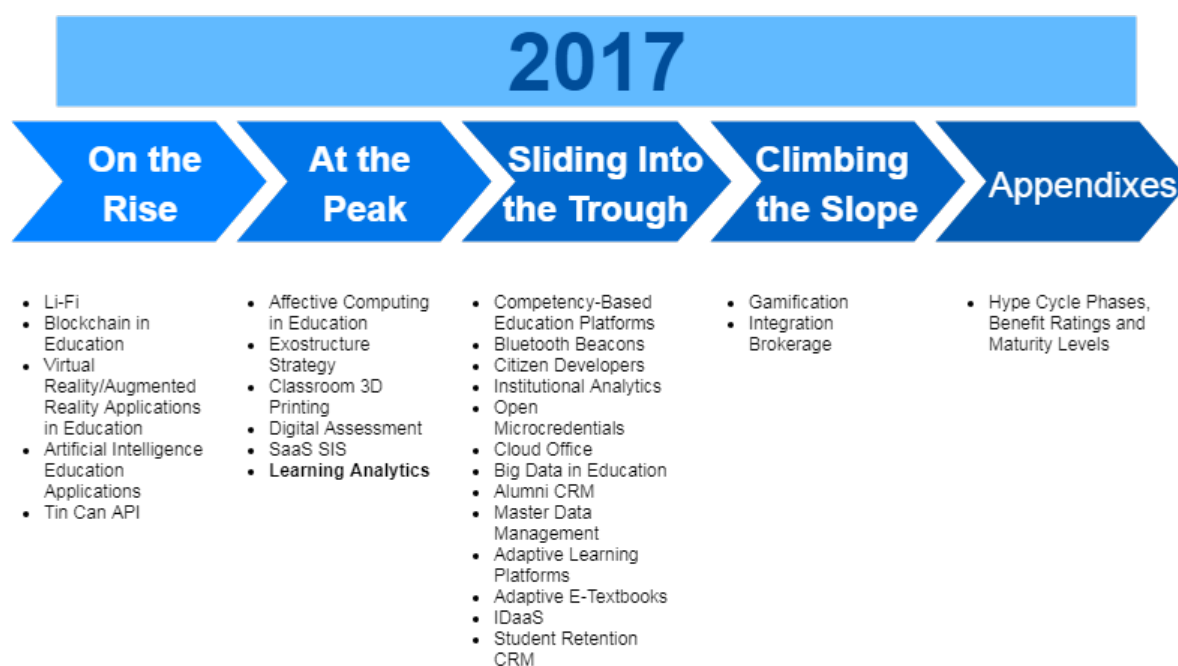 2017
On the
Rise
At the
Peak
Sliding Into
the Trough
Climbing
the Slope
Appendixes
• Li-Fi
• Blockchain in
Education
• Virtual
Reality/Augmented
Reality Applications
in Education
• Artificial Intelligence
Education
Applications
• Tin Can API
• Affective Computing
in Education
• Exostructure
Strategy
• Classroom 3D
Printing
• Digital Assessment
• SaaS SIS
• Learning Analytics
• Competency-Based
Education Platforms
• Bluetooth Beacons
• Citizen Developers
• Institutional Analytics
• Open
Microcredentials
• Cloud Office
• Big Data in Education
• Alumni CRM
• Master Data
Management
• Adaptive Learning
Platforms
• Adaptive E-Textbooks
• IDaaS
• Student Retention
CRM
• Gamification
• Integration
Brokerage
• Hype Cycle Phases,
Benefit Ratings and
Maturity Levels